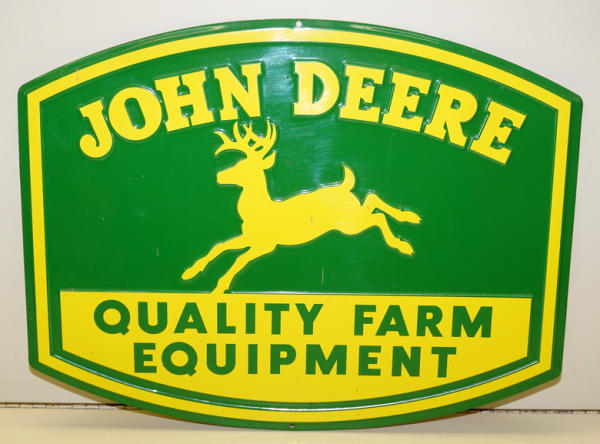 JOHN DEERE
QUALITY FARM
EQUIPMENT